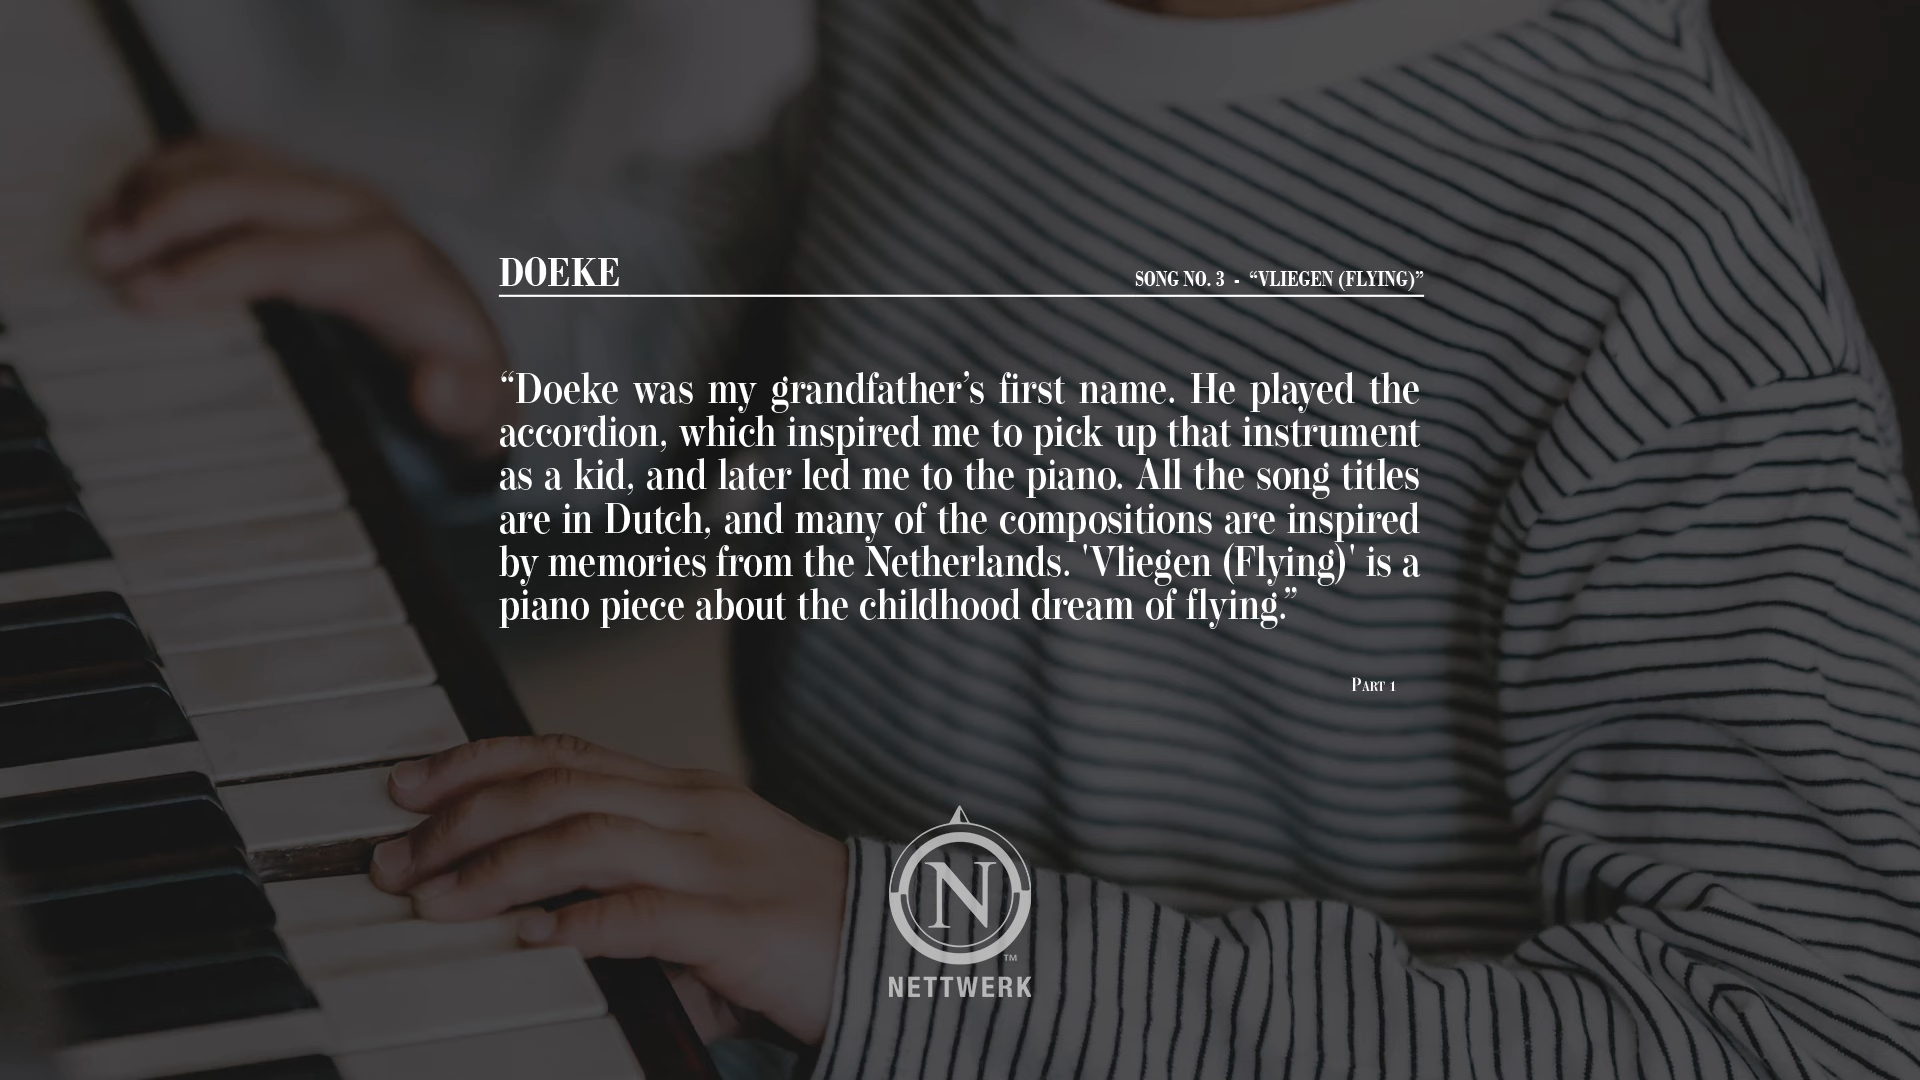 DOEKE
SONG NO. 3 - “VLIEGEN (FLYING)”
“Doeke was my grandfather’s first name. He played the
accordion, which inspired me to pick up that instrument
as a kid, and later led me to the piano. All the song titles
are in Dutch, and many of the compositions are inspired
by memories from the Netherlands. 'Vliegen (Flying)' is a
piano piece about the childhood dream of flying.”
Part 1
N
TM
NETTWERK